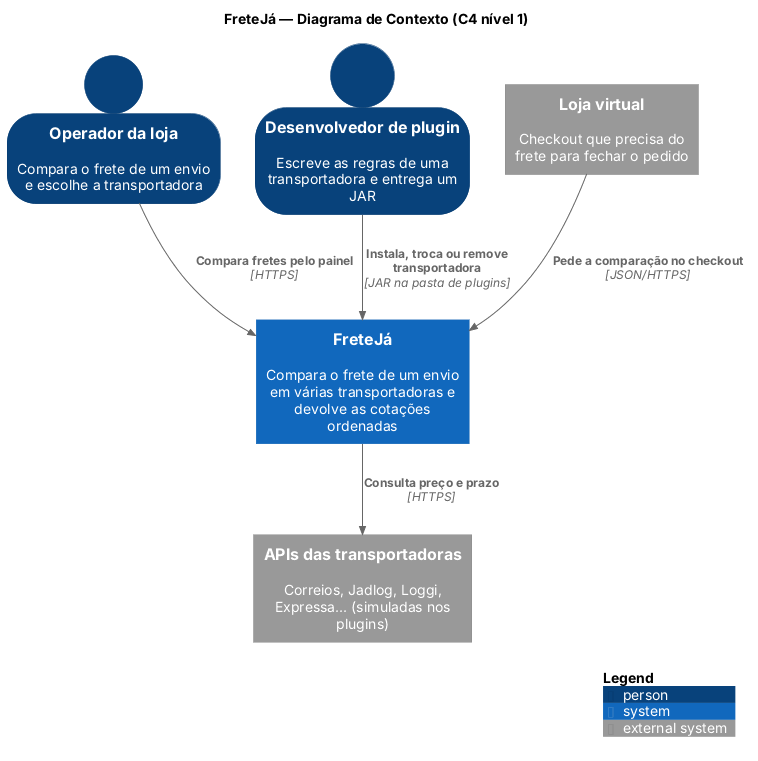 FreteJá — Diagrama de Contexto (C4 nível 1)
Operador da loja
Compara o frete de um envio
e escolhe a transportadora
Desenvolvedor de plugin
Escreve as regras de uma
transportadora e entrega um
JAR
Loja virtual
Checkout que precisa do
frete para fechar o pedido
Compara fretes pelo painel
[HTTPS]
Instala, troca ou remove
transportadora
[JAR na pasta de plugins]
Pede a comparação no checkout
[JSON/HTTPS]
FreteJá
Compara o frete de um envio
em várias transportadoras e
devolve as cotações
ordenadas
Consulta preço e prazo
[HTTPS]
APIs das transportadoras
Correios, Jadlog, Loggi,
Expressa... (simuladas nos
plugins)
Legend
person
system
external system